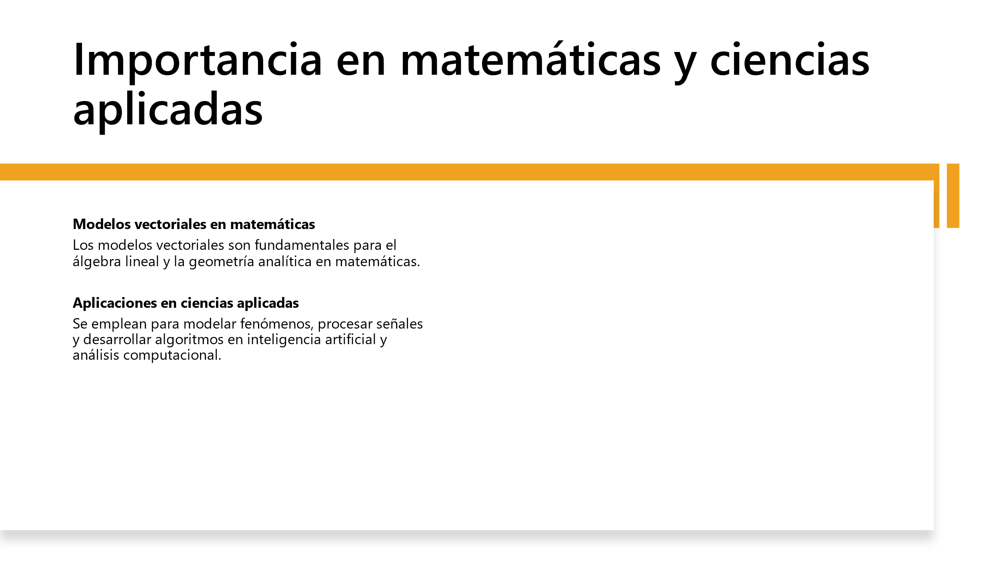 Importancia en matemáticas y ciencias
aplicadas
Modelos vectoriales en matemáticas
Los modelos vectoriales son fundamentales para el
álgebra lineal y la geometría analítica en matemáticas.
Aplicaciones en ciencias aplicadas
Se emplean para modelar fenómenos, procesar señales
y desarrollar algoritmos en inteligencia artificial y
análisis computacional.